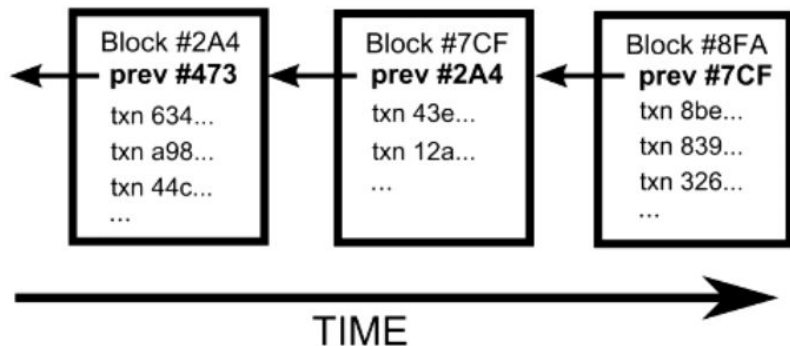 Block #2A4
prev #473
txn 634...
txn a98...
txn 44c...
...
Block #7CF
prev #2A4
txn 43e...
txn 12a...
...
Block #8FA
prev #7CF
txn 8be...
txn 839...
txn 326...
...
TIME